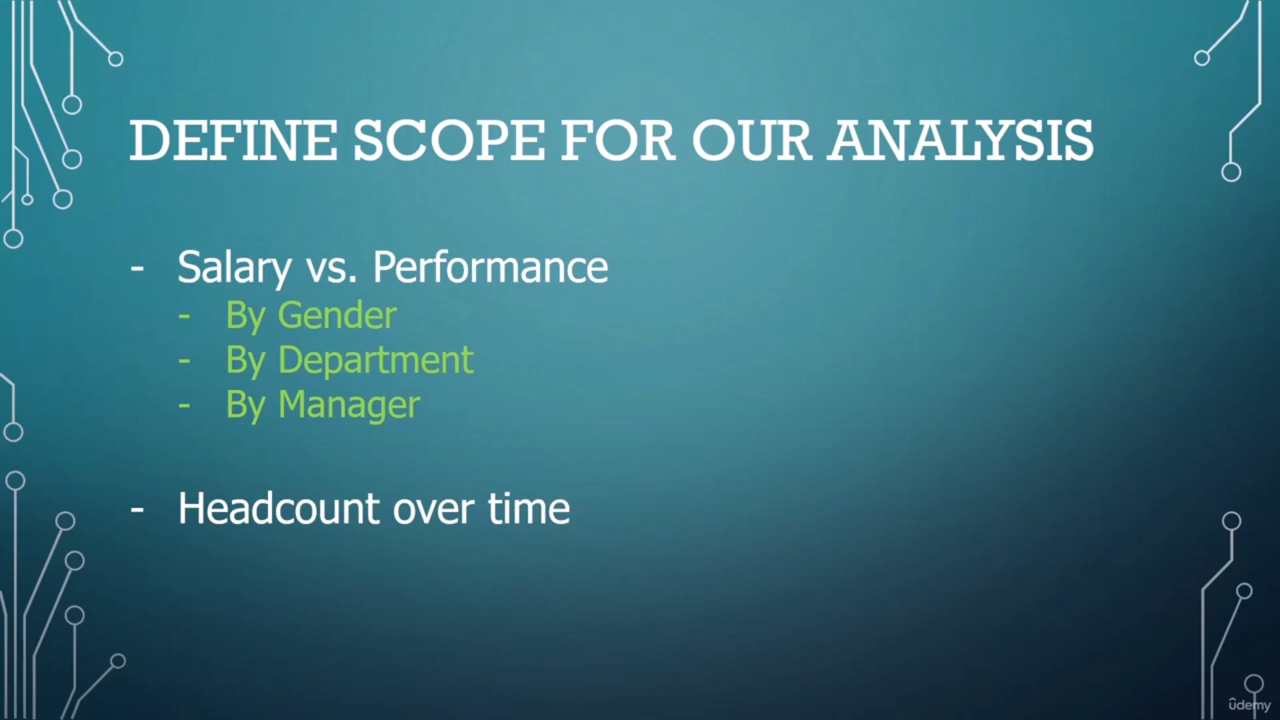 DEFINE SCOPE FOR OUR ANALYSIS
- Salary vs. Performance
- By Gender
- By Department
- By Manager
- Headcount over time
ûdemy